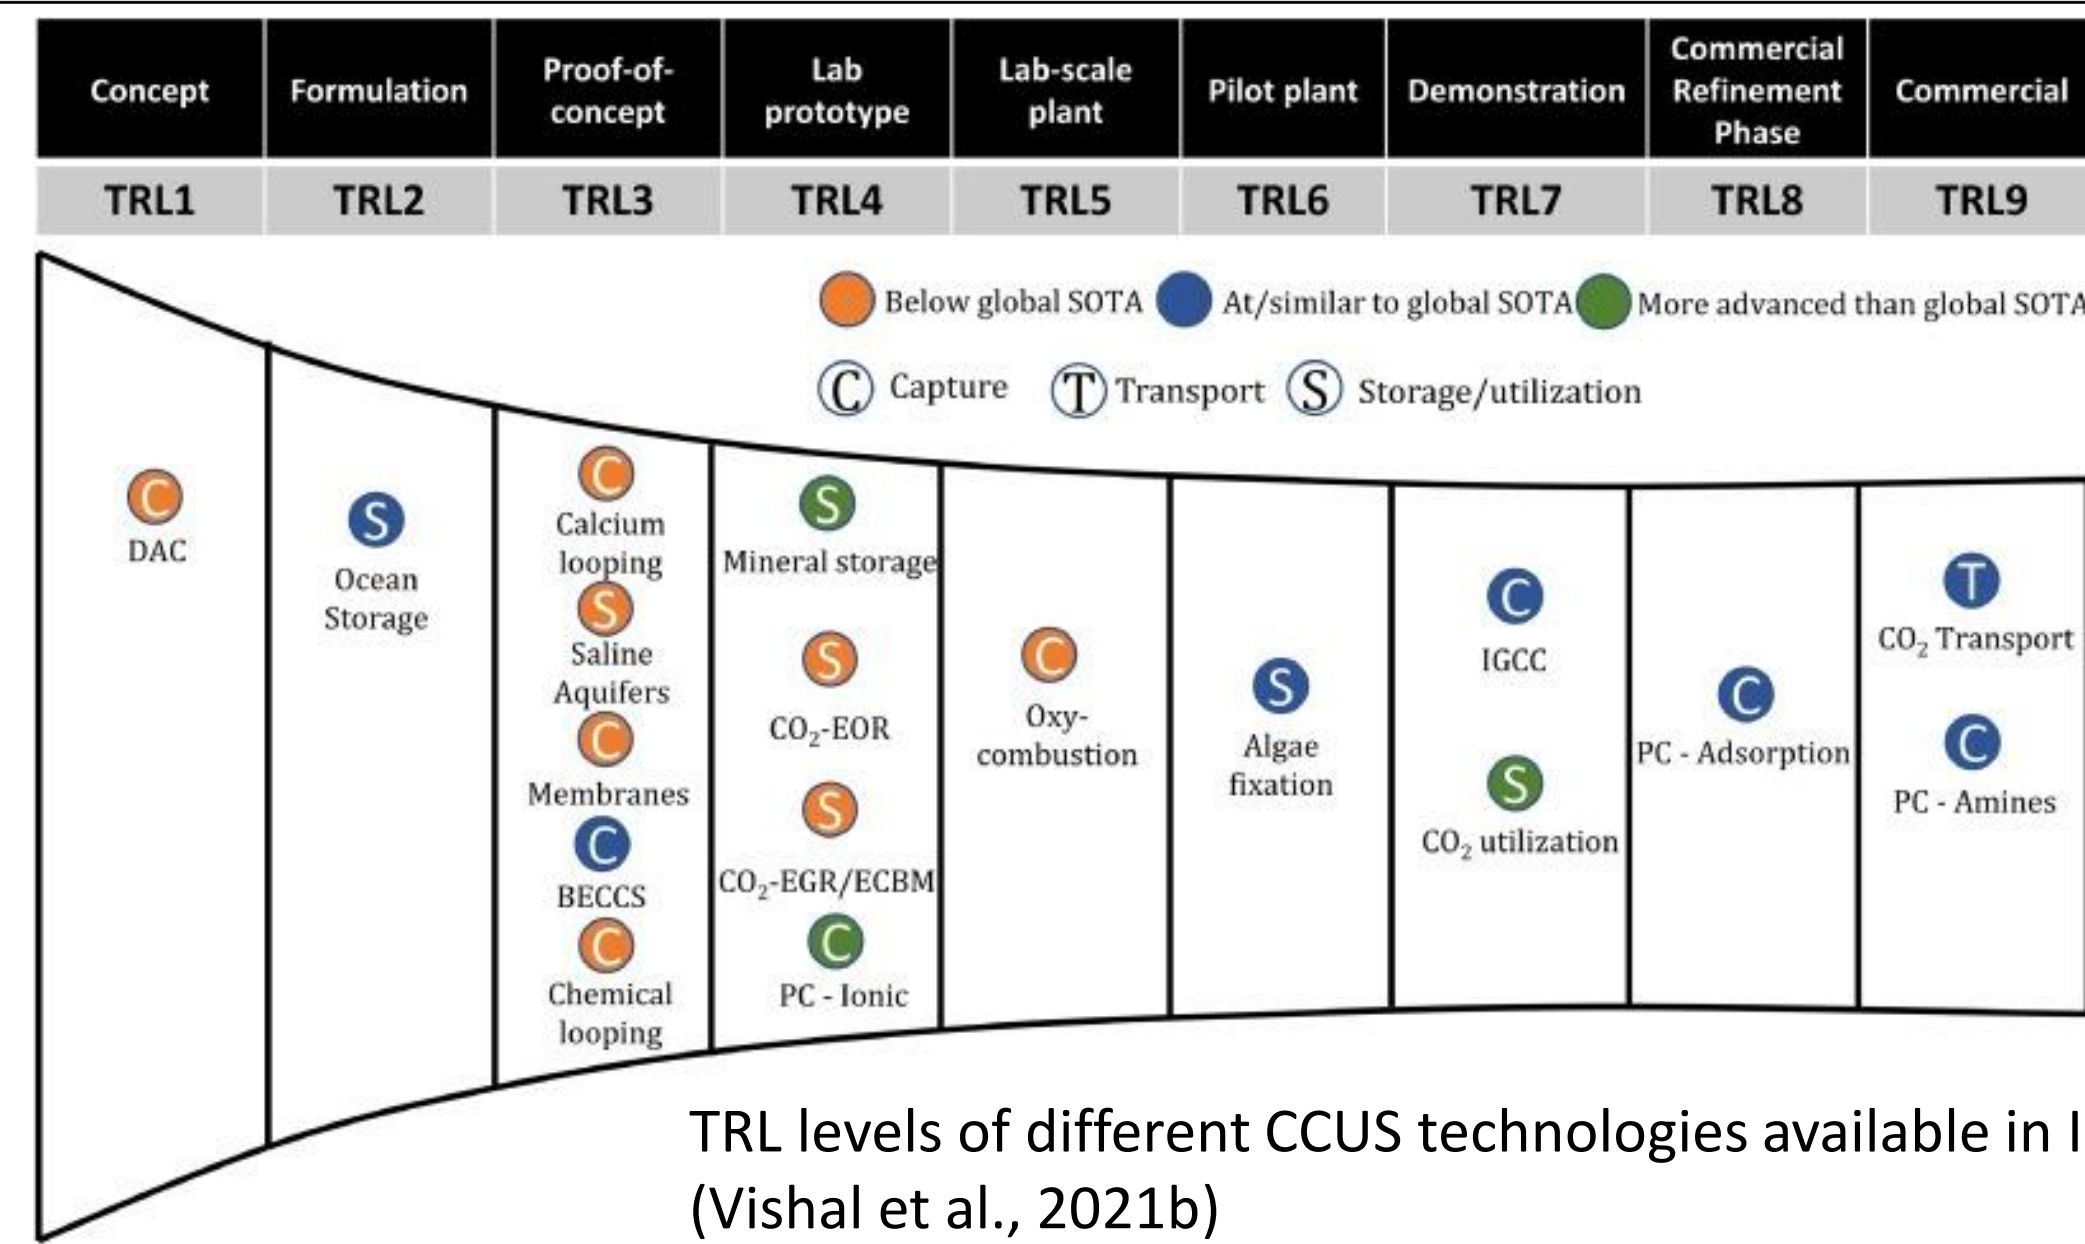 Concept
Formulation
Proof-of-
concept
Lab
prototype
Lab-scale
plant
Pilot plant
Demonstration
Commercial
Refinement
Phase
Commercial
TRL1
TRL2
TRL3
TRL4
TRL5
TRL6
TRL7
TRL8
TRL9
Below global SOTA
At/similar to global SOTA
More advanced than global SOTA
C Capture
T Transport
S Storage/utilization
C
DAC
S
Ocean
Storage
C
Calcium
looping
S
Saline
Aquifers
C
Membranes
C
BECCS
C
Chemical
looping
S
Mineral storage
S
CO₂-EOR
S
CO₂-EGR/ECBM
C
PC - Ionic
C
Oxy-
combustion
S
Algae
fixation
C
IGCC
S
CO₂ utilization
C
PC - Adsorption
T
CO₂ Transport
C
PC - Amines
TRL levels of different CCUS technologies available in I
(Vishal et al., 2021b)